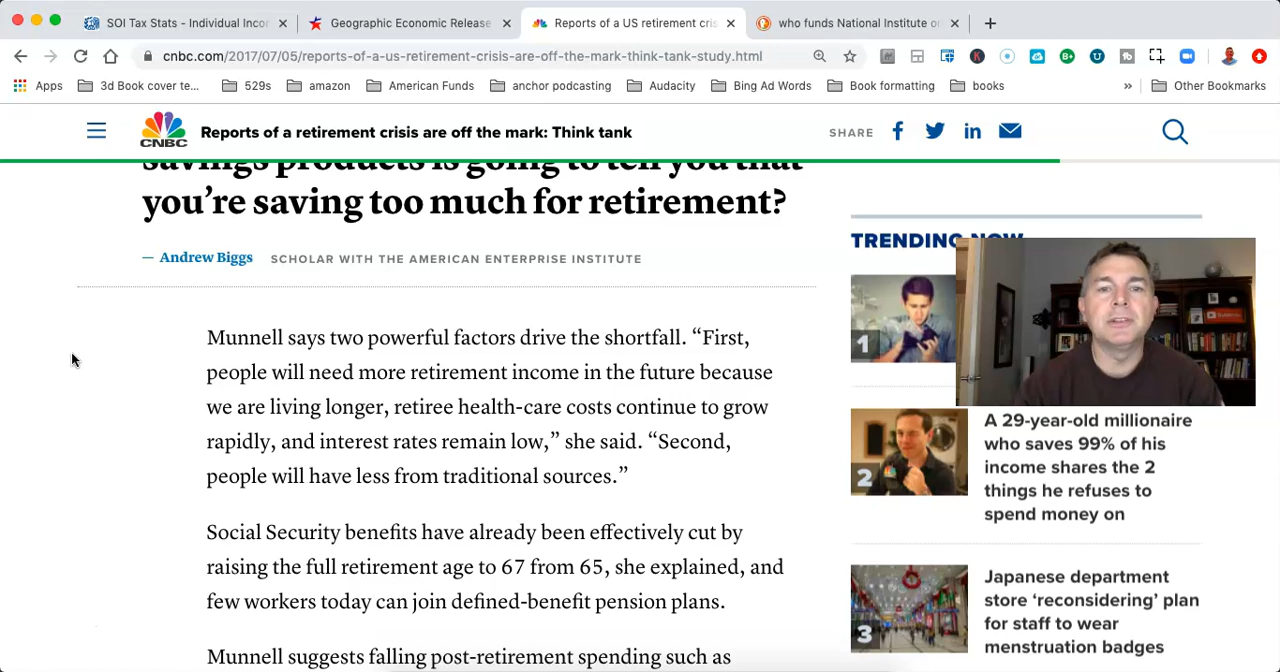 SOI Tax Stats - Individual Incor
Geographic Economic Release
Reports of a US retirement cris
who funds National Institute o
cnbc.com/2017/07/05/reports-of-a-us-retirement-crisis-are-off-the-mark-think-tank-study.html
Apps
3d Book cover te...
529s
amazon
American Funds
anchor podcasting
Audacity
Bing Ad Words
Book formatting
books
»
Other Bookmarks
CNBC
Reports of a retirement crisis are off the mark: Think tank
SHARE
savings products is going to tell you that
you’re saving too much for retirement?
— Andrew Biggs SCHOLAR WITH THE AMERICAN ENTERPRISE INSTITUTE
Munnell says two powerful factors drive the shortfall. “First,
people will need more retirement income in the future because
we are living longer, retiree health-care costs continue to grow
rapidly, and interest rates remain low,” she said. “Second,
people will have less from traditional sources.”
Social Security benefits have already been effectively cut by
raising the full retirement age to 67 from 65, she explained, and
few workers today can join defined-benefit pension plans.
Munnell suggests falling post-retirement spending such as
TRENDING NOW
1
2
A 29-year-old millionaire
who saves 99% of his
income shares the 2
things he refuses to
spend money on
3
Japanese department
store ‘reconsidering’ plan
for staff to wear
menstruation badges